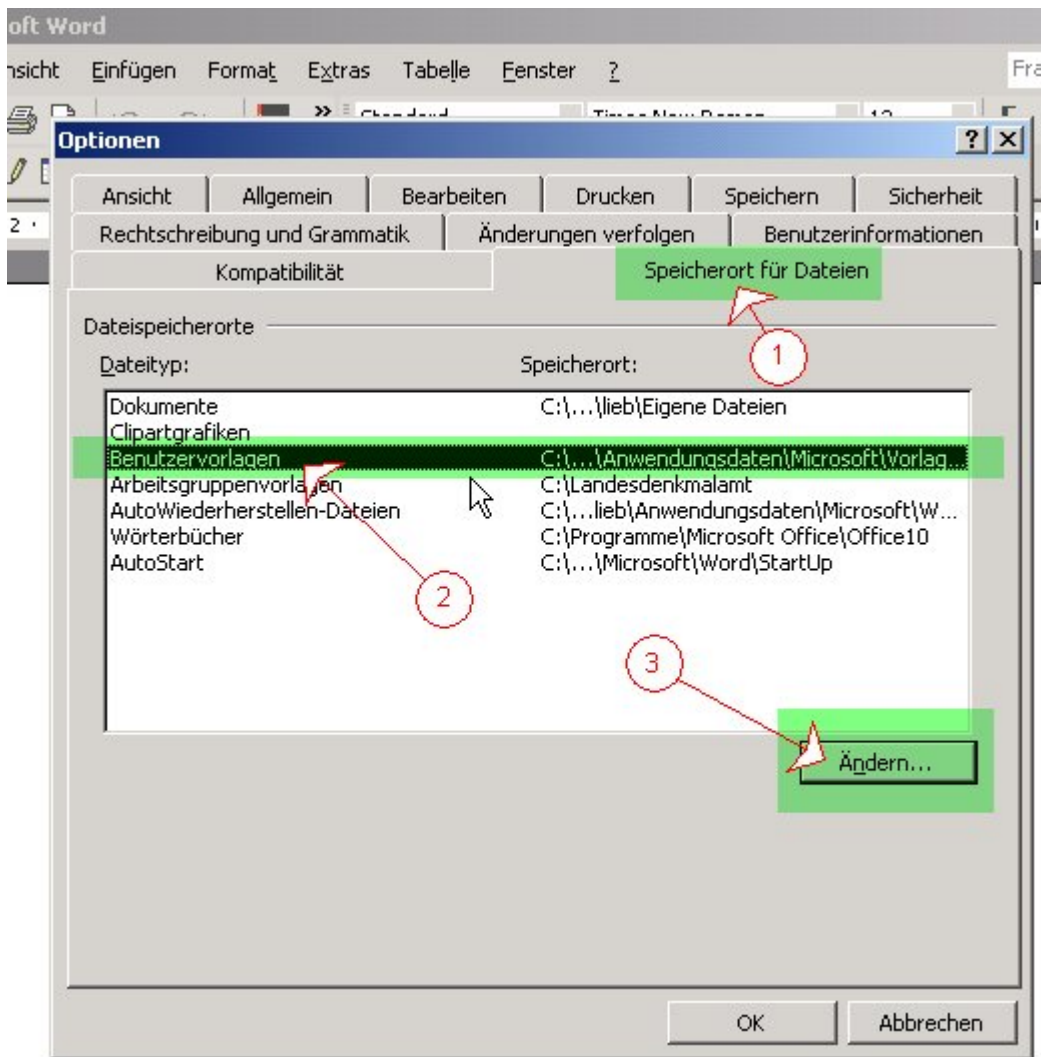 oft Word
nsicht Einfügen Format Extras Tabelle Fenster ? Fra
Optionen ? X
Ansicht Allgemein Bearbeiten Drucken Speichern Sicherheit
2 · Rechtschreibung und Grammatik Änderungen verfolgen Benutzerinformationen
Kompatibilität Speicherort für Dateien
Dateispeicherorte
1
Dateityp: Speicherort:
Dokumente C:\...\lieb\Eigene Dateien
Clipartgrafiken
Benutzervorlagen C:\...\Anwendungsdaten\Microsoft\Vorlag...
Arbeitsgruppenvorlagen C:\Landesdenkmalamt
AutoWiederherstellen-Dateien C:\...lieb\Anwendungsdaten\Microsoft\W...
Wörterbücher C:\Programme\Microsoft Office\Office10
AutoStart C:\...\Microsoft\Word\StartUp
2
3
Ändern...
OK Abbrechen